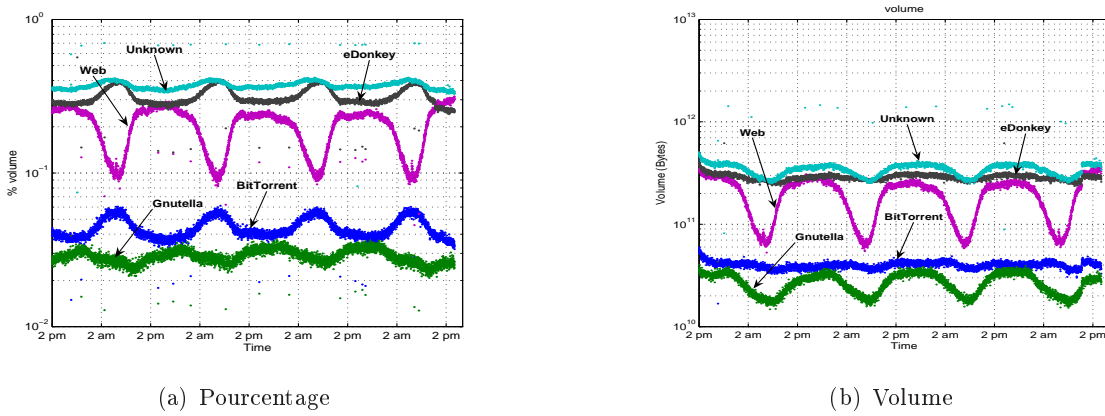 10^0
Unknown
eDonkey
Web
% volume
10^-1
BitTorrent
Gnutella
10^-2
2 pm 2 am 2 pm 2 am 2 pm 2 am 2 pm 2 am 2 pm
Time
(a) Pourcentage
volume
10^13
10^12
Unknown
eDonkey
Web
Volume (Bytes)
10^11
BitTorrent
Gnutella
10^10
2 pm 2 am 2 pm 2 am 2 pm 2 am 2 pm 2 am 2 pm
Time
(b) Volume